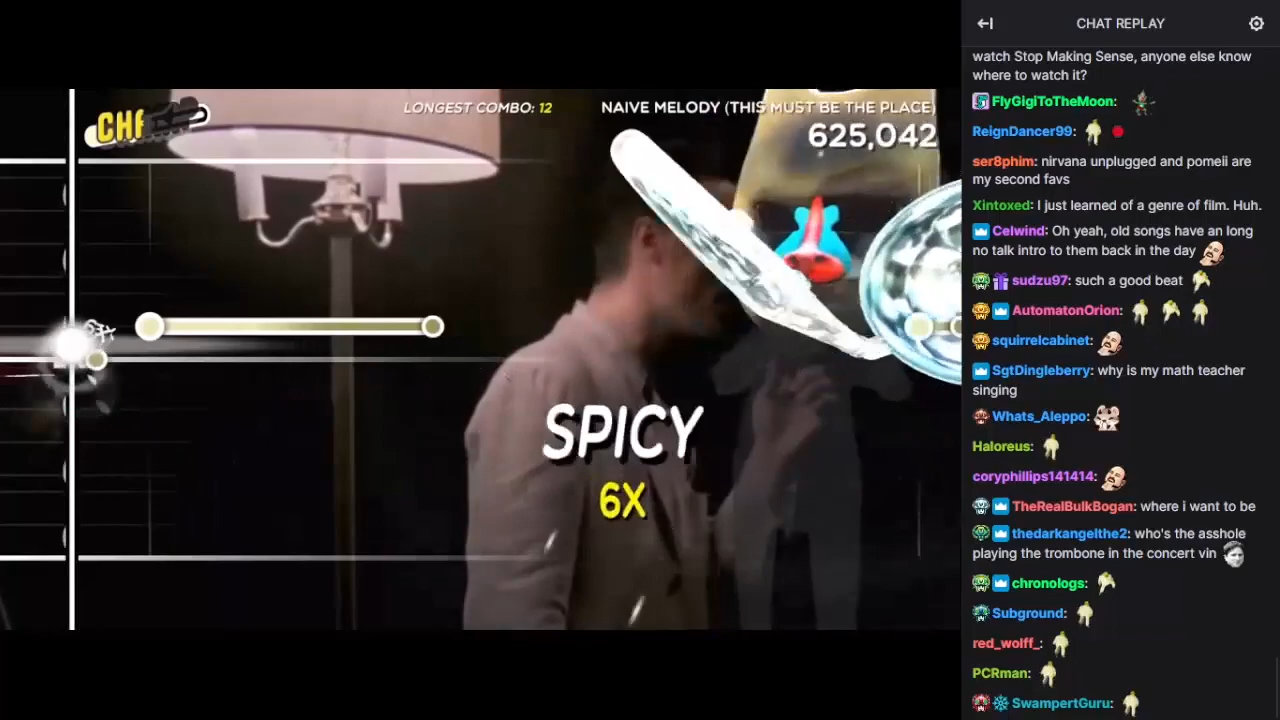 CHA
LONGEST COMBO: 12
NAIVE MELODY (THIS MUST BE THE PLACE)
625,042
SPICY
6X
CHAT REPLAY
watch Stop Making Sense, anyone else know
where to watch it?
FlyGigiToTheMoon:
ReignDancer99:
ser8phim: nirvana unplugged and pomeii are
my second favs
Xintoxed: I just learned of a genre of film. Huh.
Celwind: Oh yeah, old songs have an long
no talk intro to them back in the day
sudzu97: such a good beat
AutomatonOrion:
squirrelcabinet:
SgtDingleberry: why is my math teacher
singing
Whats_Aleppo:
Haloreus:
coryphillips141414:
TheRealBulkBogan: where i want to be
thedarkangelthe2: who's the asshole
playing the trombone in the concert vin
chronologs:
Subground:
red_wolff_:
PCRman:
SwampertGuru: